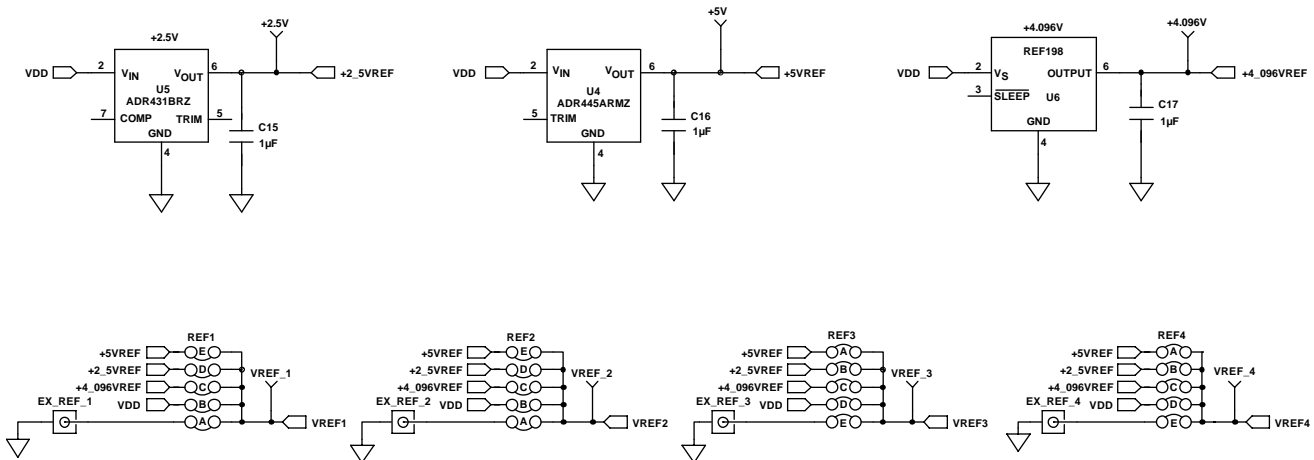 +2.5V
+2.5V
VDD
2
VIN
VOUT
6
+2_5VREF
U5
ADR431BRZ
7
COMP
TRIM
5
GND
4
C15
1µF
+5V
VDD
2
VIN
VOUT
6
+5VREF
U4
ADR445ARMZ
5
TRIM
GND
4
C16
1µF
+4.096V
+4.096V
REF198
VDD
2
VS
OUTPUT
6
+4_096VREF
3
SLEEP
U6
GND
4
C17
1µF
REF1
+5VREF
E
+2_5VREF
D
VREF_1
+4_096VREF
C
EX_REF_1
VDD
B
A
VREF1
REF2
+5VREF
E
+2_5VREF
D
VREF_2
+4_096VREF
C
EX_REF_2
VDD
B
A
VREF2
REF3
+5VREF
A
+2_5VREF
B
VREF_3
+4_096VREF
C
EX_REF_3
VDD
D
E
VREF3
REF4
+5VREF
A
+2_5VREF
B
VREF_4
+4_096VREF
C
EX_REF_4
VDD
D
E
VREF4